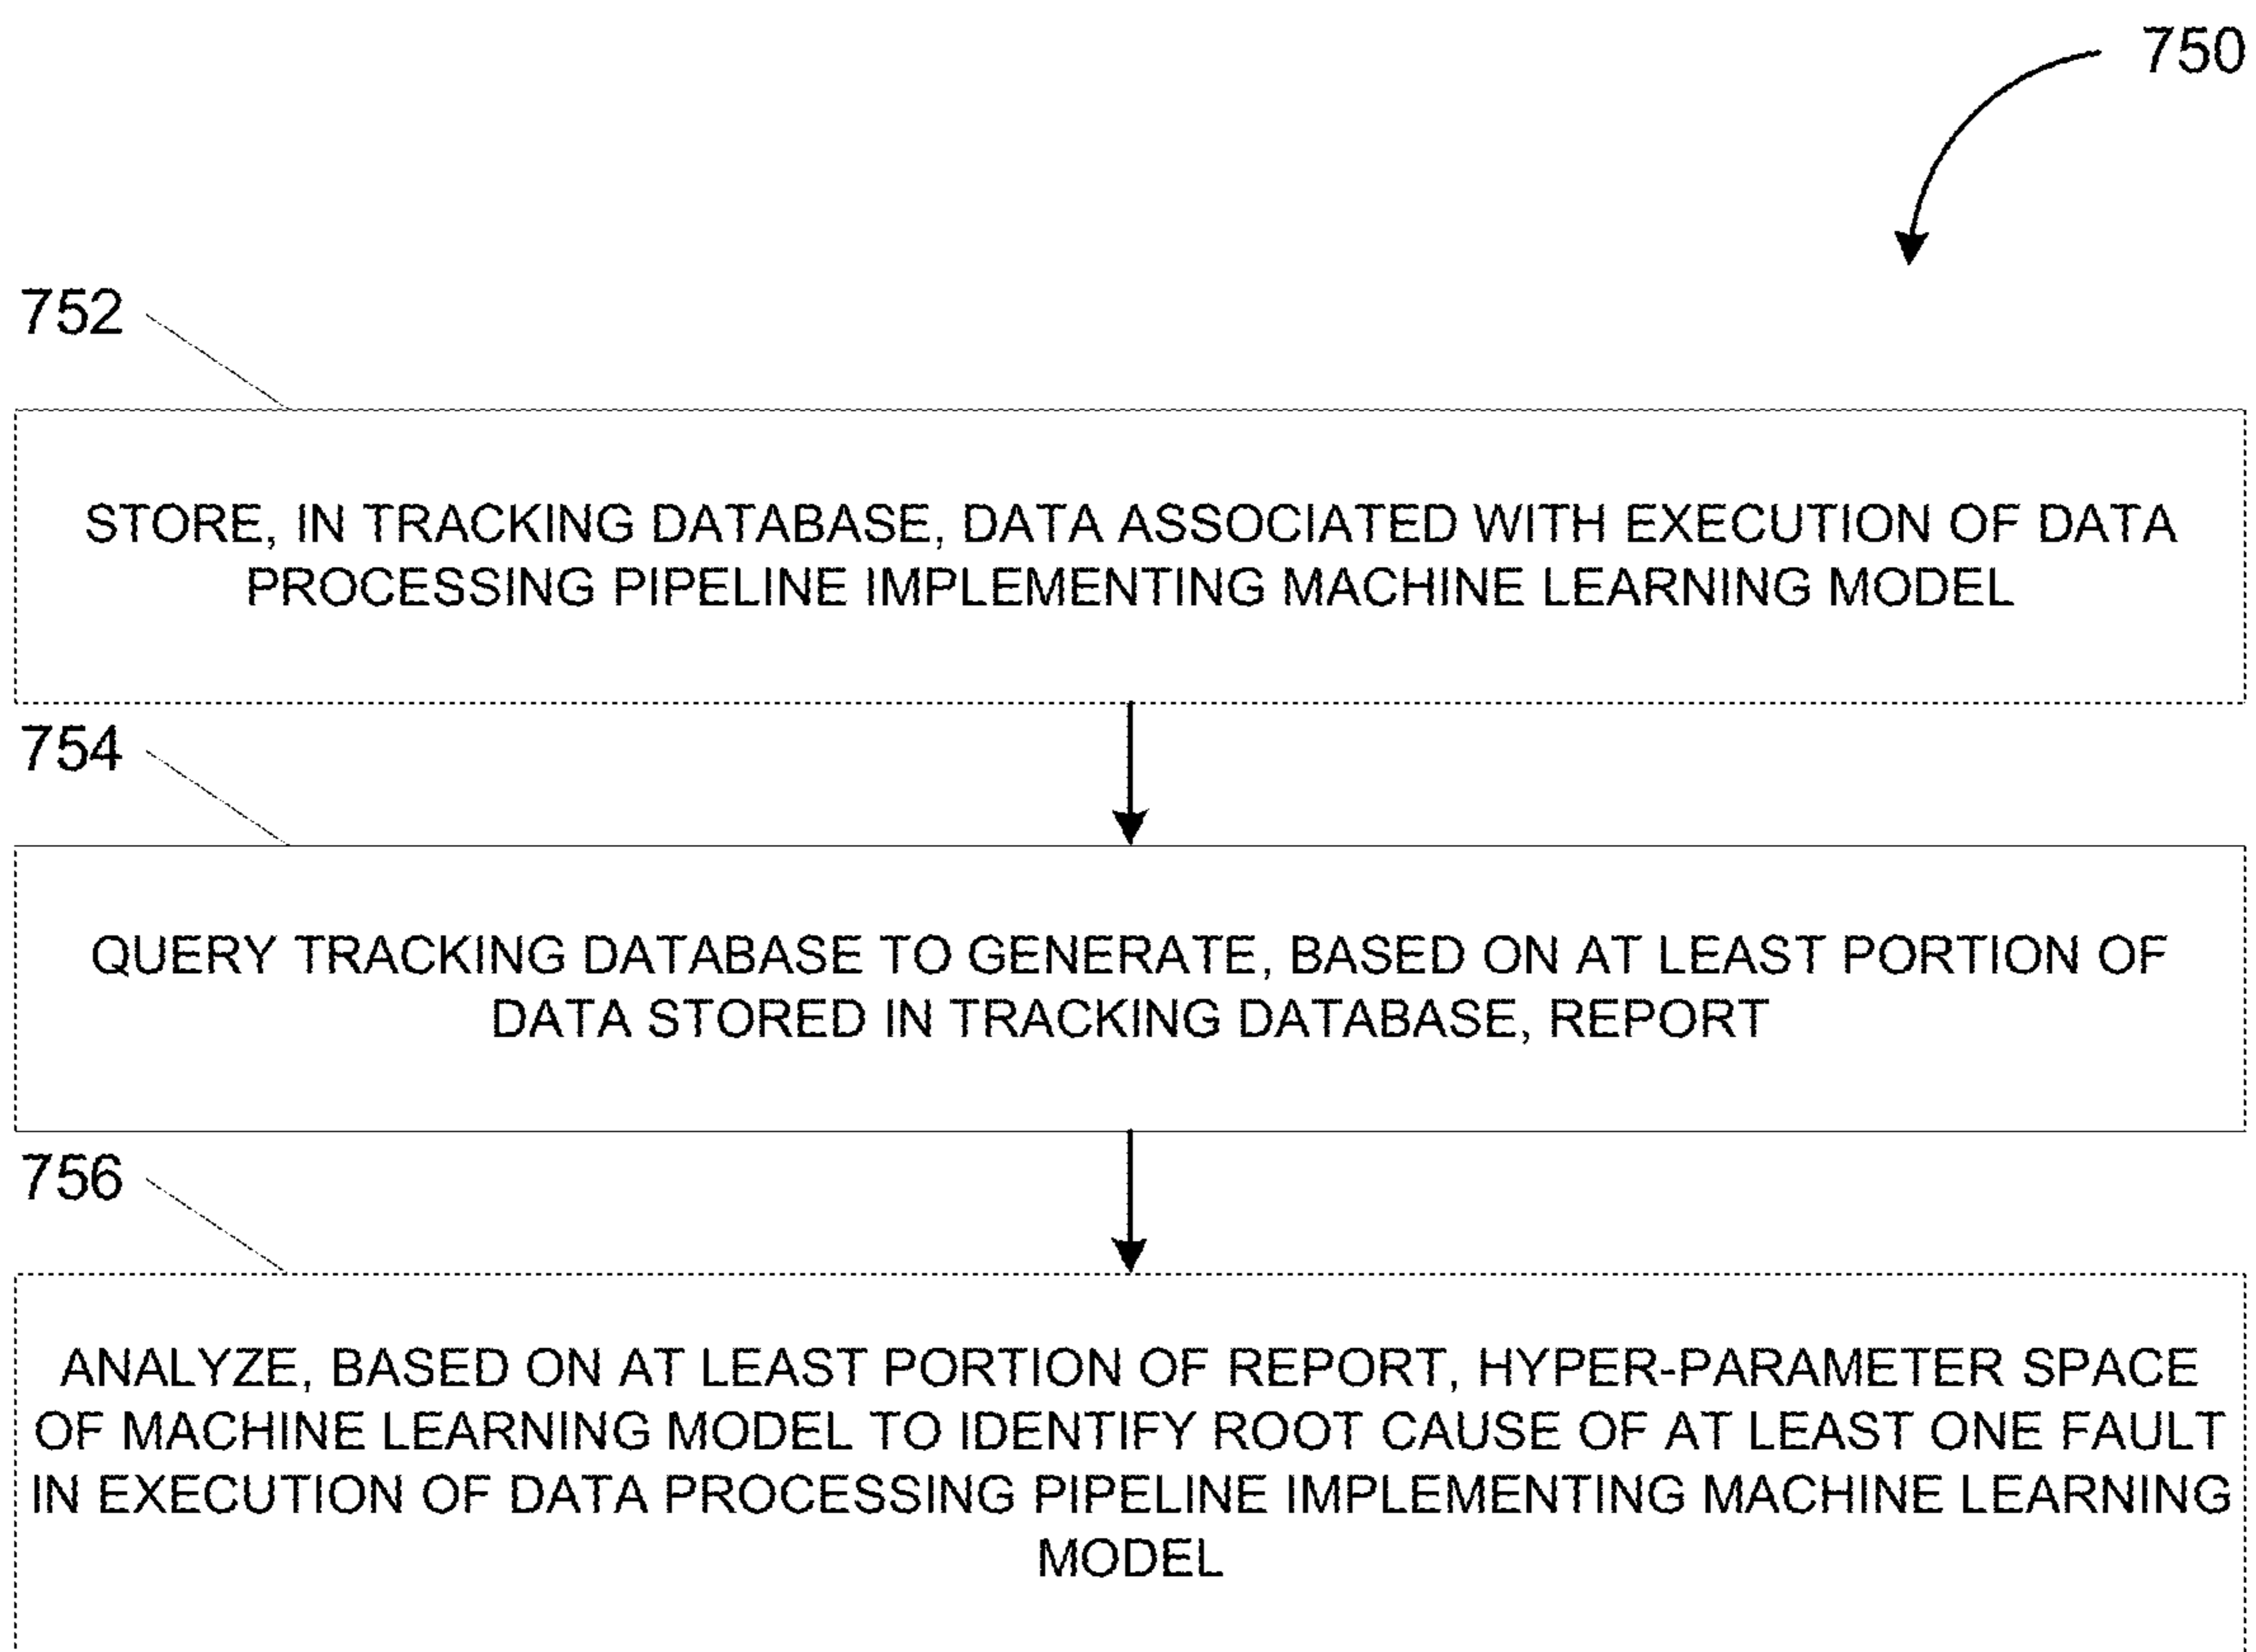 750
752
STORE, IN TRACKING DATABASE, DATA ASSOCIATED WITH EXECUTION OF DATA
PROCESSING PIPELINE IMPLEMENTING MACHINE LEARNING MODEL
754
QUERY TRACKING DATABASE TO GENERATE, BASED ON AT LEAST PORTION OF
DATA STORED IN TRACKING DATABASE, REPORT
756
ANALYZE, BASED ON AT LEAST PORTION OF REPORT, HYPER-PARAMETER SPACE
OF MACHINE LEARNING MODEL TO IDENTIFY ROOT CAUSE OF AT LEAST ONE FAULT
IN EXECUTION OF DATA PROCESSING PIPELINE IMPLEMENTING MACHINE LEARNING
MODEL